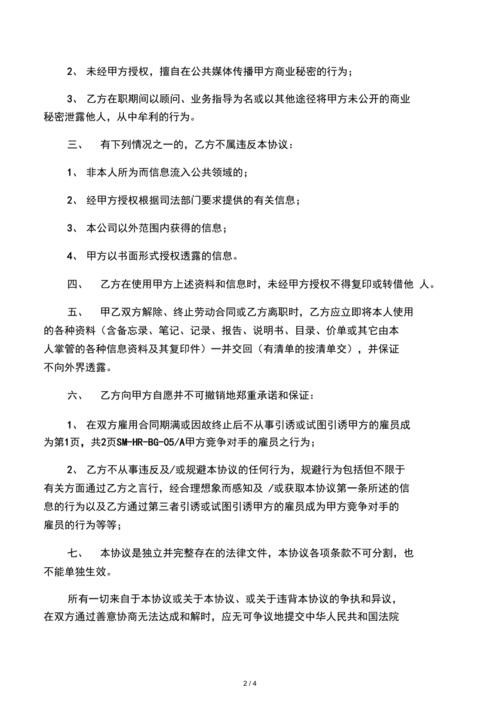 2、 未经甲方授权，擅自在公共媒体传播甲方商业秘密的行为；
3、 乙方在职期间以顾问、业务指导为名或以其他途径将甲方未公开的商业
秘密泄露他人，从中牟利的行为。
三、 有下列情况之一的，乙方不属违反本协议：
1、 非本人所为而信息流入公共领域的；
2、 经甲方授权根据司法部门要求提供的有关信息；
3、 本公司以外范围内获得的信息；
4、 甲方以书面形式授权透露的信息。
四、 乙方在使用甲方上述资料和信息时，未经甲方授权不得复印或转借他 人。
五、 甲乙双方解除、终止劳动合同或乙方离职时，乙方应立即将本人使用
的各种资料（含备忘录、笔记、记录、报告、说明书、目录、价单或其它由本
人掌管的各种信息资料及其复印件）一并交回（有清单的按清单交），并保证
不向外界透露。
六、 乙方向甲方自愿并不可撤销地郑重承诺和保证：
1、 在双方雇用合同期满或因故终止后不从事引诱或试图引诱甲方的雇员成
为第1页，共2页SM-HR-BG-05/A甲方竞争对手的雇员之行为；
2、 乙方不从事违反及/或规避本协议的任何行为，规避行为包括但不限于
有关方面通过乙方之言行，经合理想象而感知及 /或获取本协议第一条所述的信
息的行为以及乙方通过第三者引诱或试图引诱甲方的雇员成为甲方竞争对手的
雇员的行为等等；
七、 本协议是独立并完整存在的法律文件，本协议各项条款不可分割，也
不能单独生效。
所有一切来自于本协议或关于本协议、或关于违背本协议的争执和异议，
在双方通过善意协商无法达成和解时，应无可争议地提交中华人民共和国法院
2 / 4